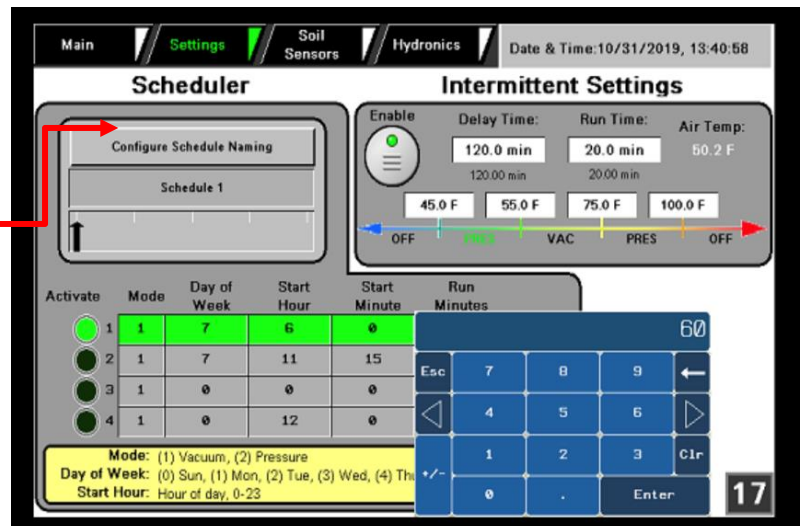 Main
Settings
Soil
Sensors
Hydronics
Date & Time:10/31/2019, 13:40:58
Scheduler
Configure Schedule Naming
Schedule 1
Intermittent Settings
Enable
Delay Time:
Run Time:
Air Temp:
120.0 min
20.0 min
50.2 F
120.00 min
20.00 min
45.0 F
55.0 F
75.0 F
100.0 F
OFF
PRES
VAC
PRES
OFF
Activate Mode Day of Week Start Hour Start Minute Run Minutes
1 1 7 6 0
2 1 7 11 15
3 1 0 0 0
4 1 0 12 0
Mode: (1) Vacuum, (2) Pressure
Day of Week: (0) Sun, (1) Mon, (2) Tue, (3) Wed, (4) Thu
Start Hour: Hour of day, 0-23
60
Esc 7 8 9
4 5 6
+/- 1 2 3 Clr
0 . Enter
17